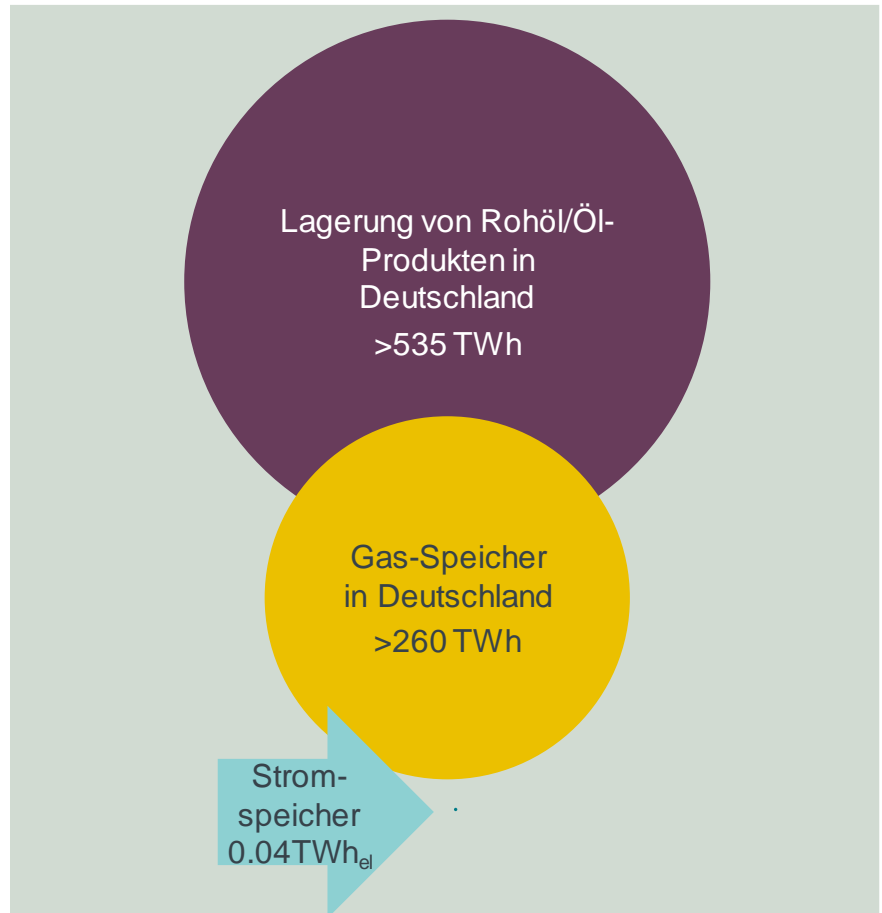 Lagerung von Rohöl/Öl-
Produkten in
Deutschland
>535 TWh
Gas-Speicher
in Deutschland
>260 TWh
Strom-
speicher
0.04TWhel